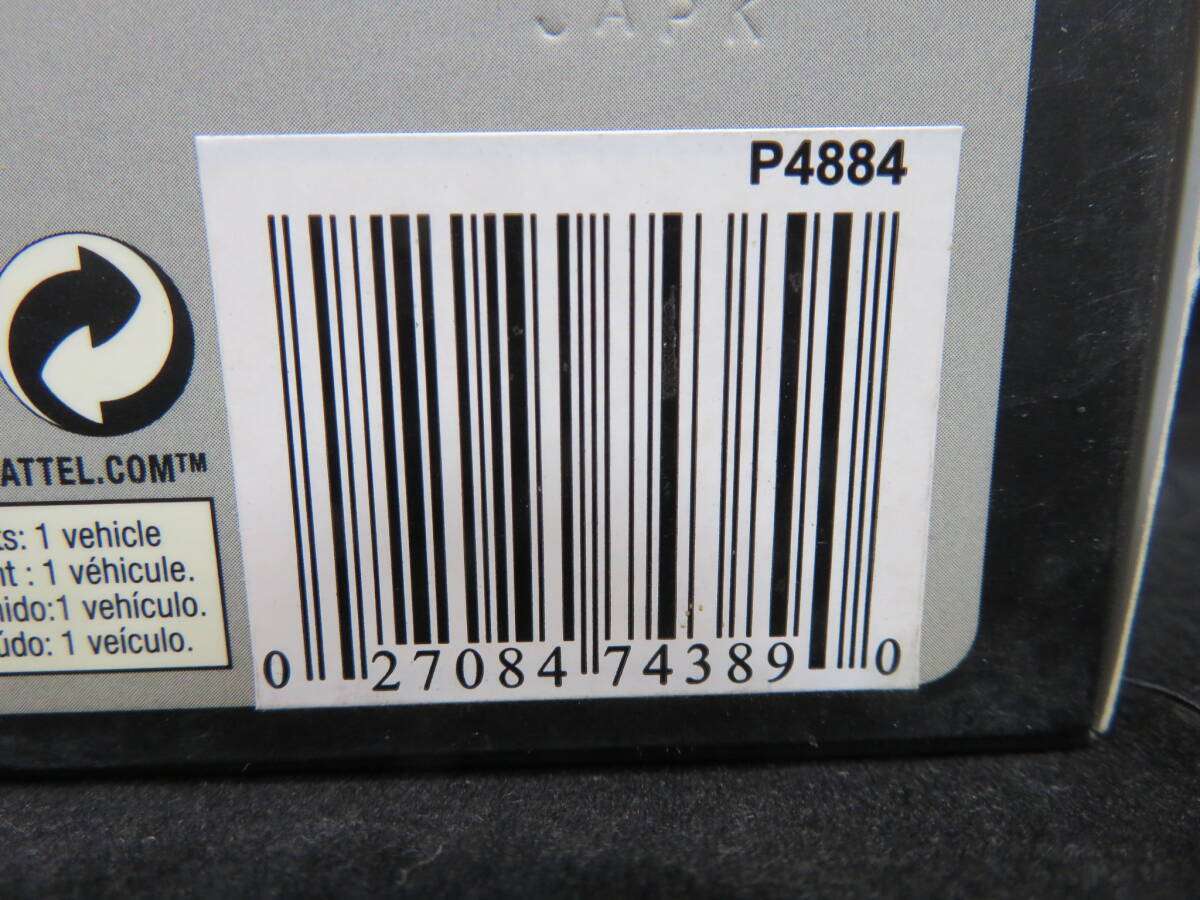 JAPK
P4884
ATTEL.COM™
ts: 1 vehicle
nt : 1 véhicule.
nido:1 vehículo.
údo: 1 veículo.
0 27084 74389 0